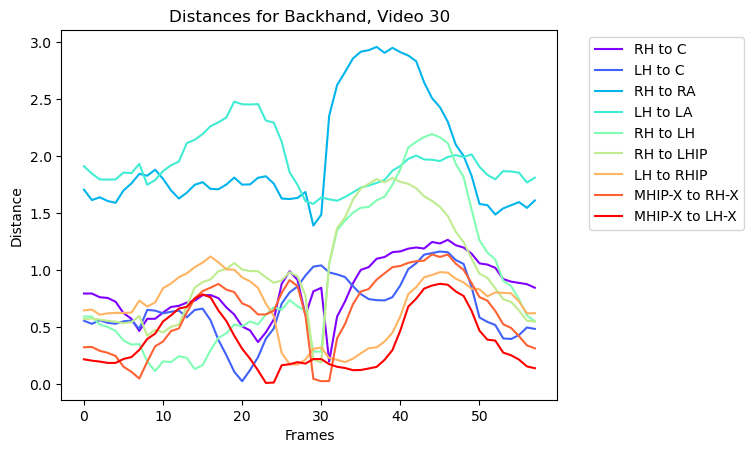 Distances for Backhand, Video 30
3.0
2.5
2.0
1.5
1.0
0.5
0.0
Distance
0
10
20
30
40
50
Frames
RH to C
LH to C
RH to RA
LH to LA
RH to LH
RH to LHIP
LH to RHIP
MHIP-X to RH-X
MHIP-X to LH-X